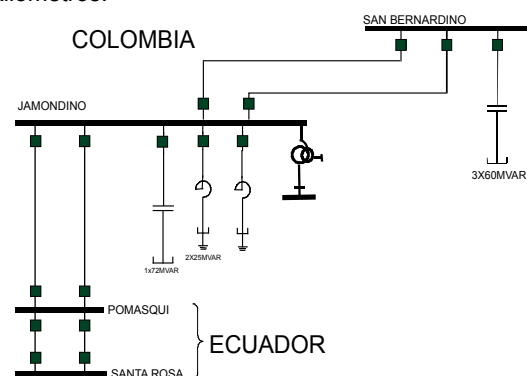 SAN BERNARDINO
COLOMBIA
JAMONDINO
3X60MVAR
2X25MVAR
1x72MVAR
POMASQUI
ECUADOR
SANTA ROSA